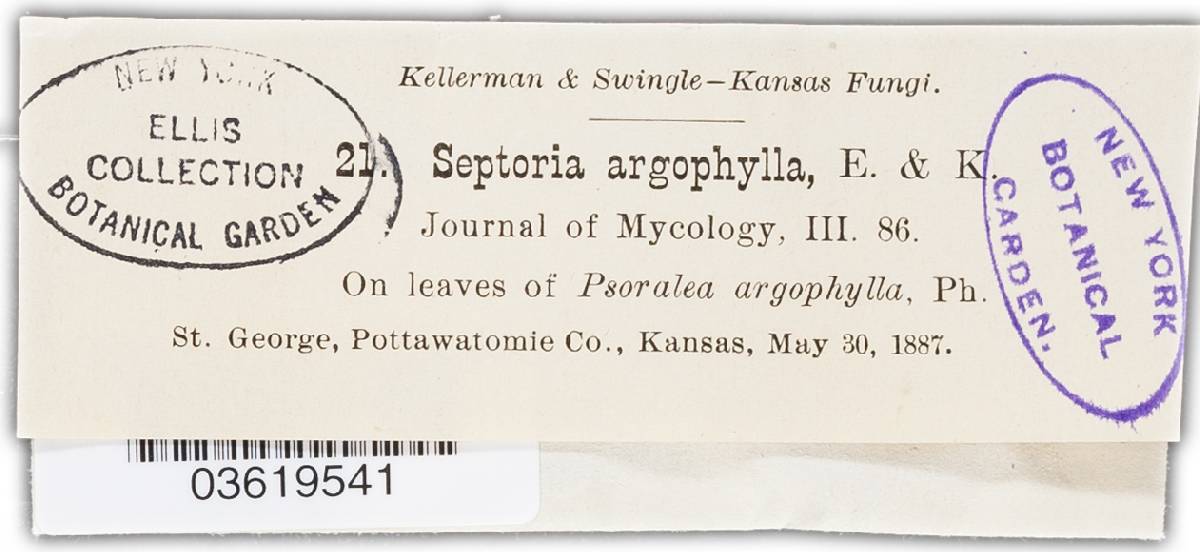 Kellerman & Swingle—Kansas Fungi.
NEW YORK
ELLIS
COLLECTION
BOTANICAL GARDEN
21. Septoria argophylla, E. & K.
Journal of Mycology, III. 86.
On leaves of Psoralea argophylla, Ph.
St. George, Pottawatomie Co., Kansas, May 30, 1887.
NEW YORK
BOTANICAL
GARDEN.
03619541